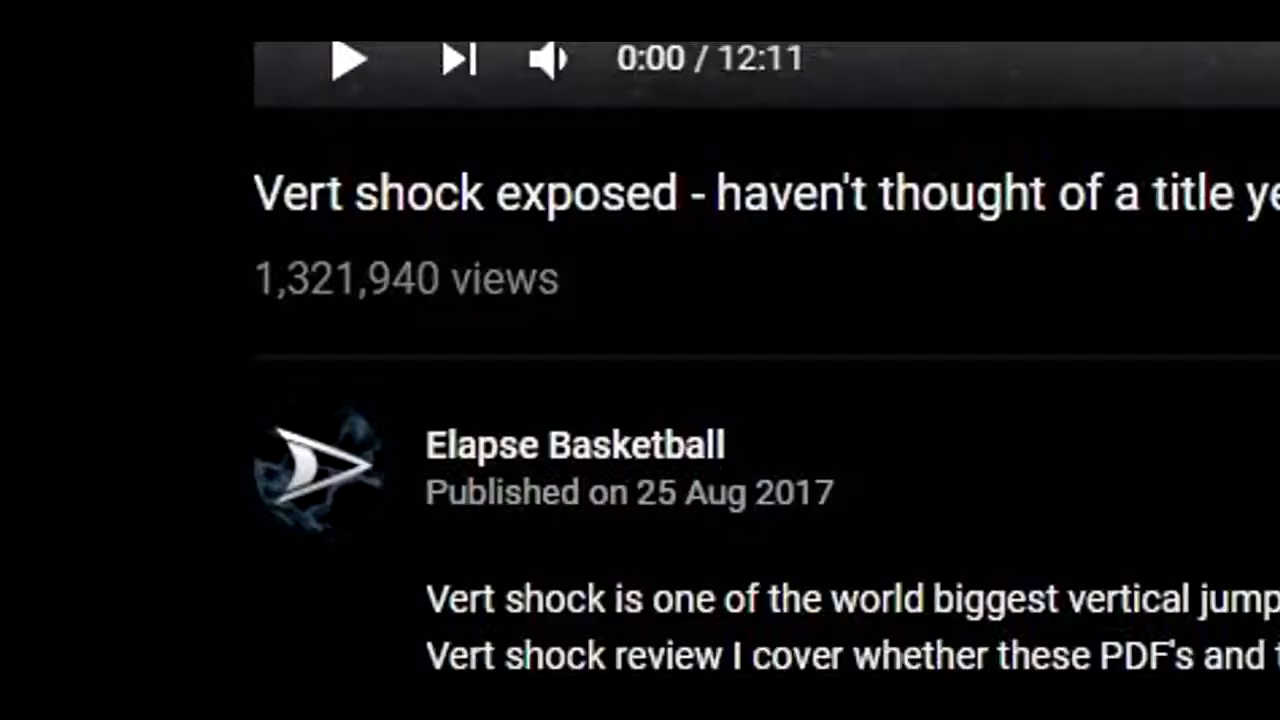 0:00 / 12:11
Vert shock exposed - haven't thought of a title ye
1,321,940 views
Elapse Basketball
Published on 25 Aug 2017
Vert shock is one of the world biggest vertical jump
Vert shock review I cover whether these PDF's and